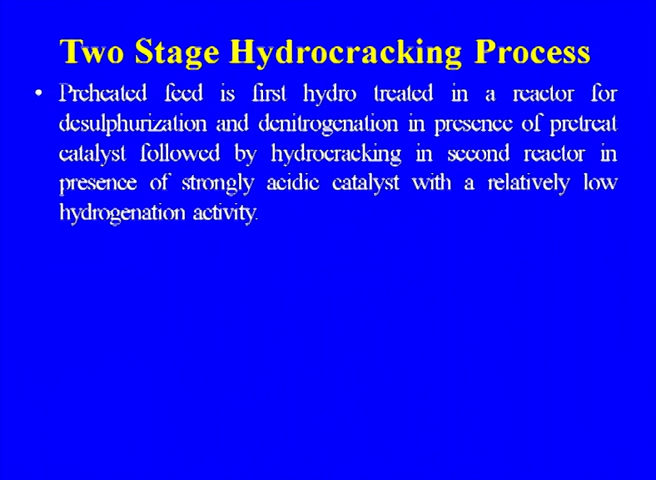 Two Stage Hydrocracking Process
• Preheated feed is first hydro treated in a reactor for
desulphurization and denitrogenation in presence of pretreat
catalyst followed by hydrocracking in second reactor in
presence of strongly acidic catalyst with a relatively low
hydrogenation activity.